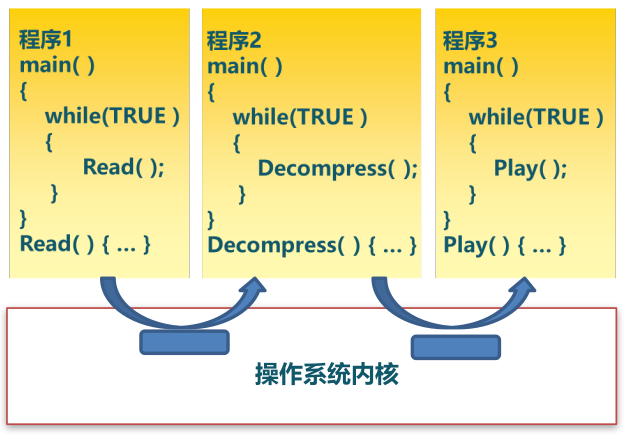 程序1
main( )
{
while(TRUE )
{
Read( );
}
}
Read( ) { … }
程序2
main( )
{
while(TRUE )
{
Decompress( );
}
}
Decompress( ) { … }
程序3
main( )
{
while(TRUE )
{
Play( );
}
}
Play( ) { … }
操作系统内核